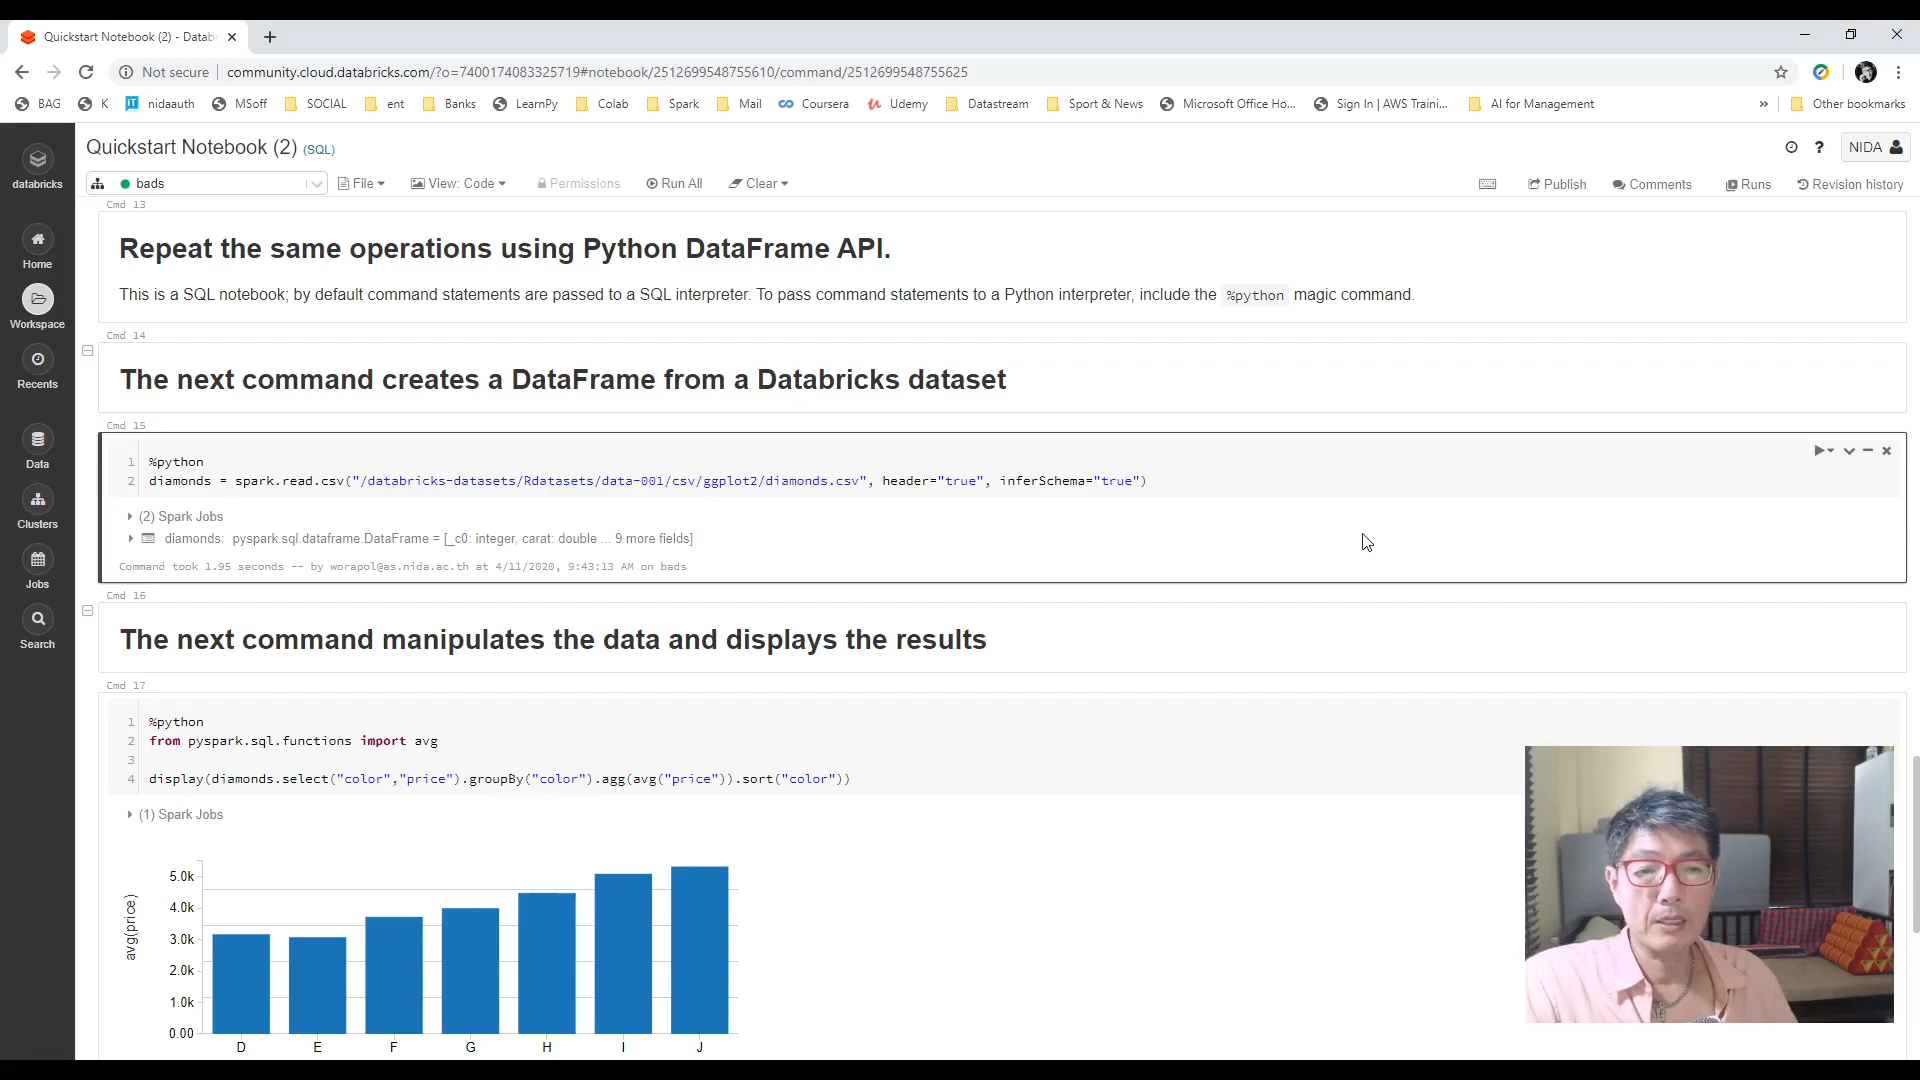 Quickstart Notebook (2) - Datab
Not secure
community.cloud.databricks.com/?o=7400174083325719#notebook/2512699548755610/command/2512699548755625
BAG K nidaauth MSoff SOCIAL ent Banks LearnPy Colab Spark Mail Coursera Udemy Datastream Sport & News Microsoft Office Ho... Sign In | AWS Traini... AI for Management » Other bookmarks
databricks
Home
Workspace
Recents
Data
Clusters
Jobs
Search
Quickstart Notebook (2) (SQL)
? NIDA
bads File View: Code Permissions Run All Clear Publish Comments Runs Revision history
Cmd 13
Repeat the same operations using Python DataFrame API.
This is a SQL notebook; by default command statements are passed to a SQL interpreter. To pass command statements to a Python interpreter, include the %python magic command.
Cmd 14
The next command creates a DataFrame from a Databricks dataset
Cmd 15
1 %python
2 diamonds = spark.read.csv("/databricks-datasets/Rdatasets/data-001/csv/ggplot2/diamonds.csv", header="true", inferSchema="true")
(2) Spark Jobs
diamonds: pyspark.sql.dataframe.DataFrame = [_c0: integer, carat: double ... 9 more fields]
Command took 1.95 seconds -- by worapol@as.nida.ac.th at 4/11/2020, 9:43:13 AM on bads
Cmd 16
The next command manipulates the data and displays the results
Cmd 17
1 %python
2 from pyspark.sql.functions import avg
3
4 display(diamonds.select("color","price").groupBy("color").agg(avg("price")).sort("color"))
(1) Spark Jobs
avg(price)
5.0k
4.0k
3.0k
2.0k
1.0k
0.00
D E F G H I J